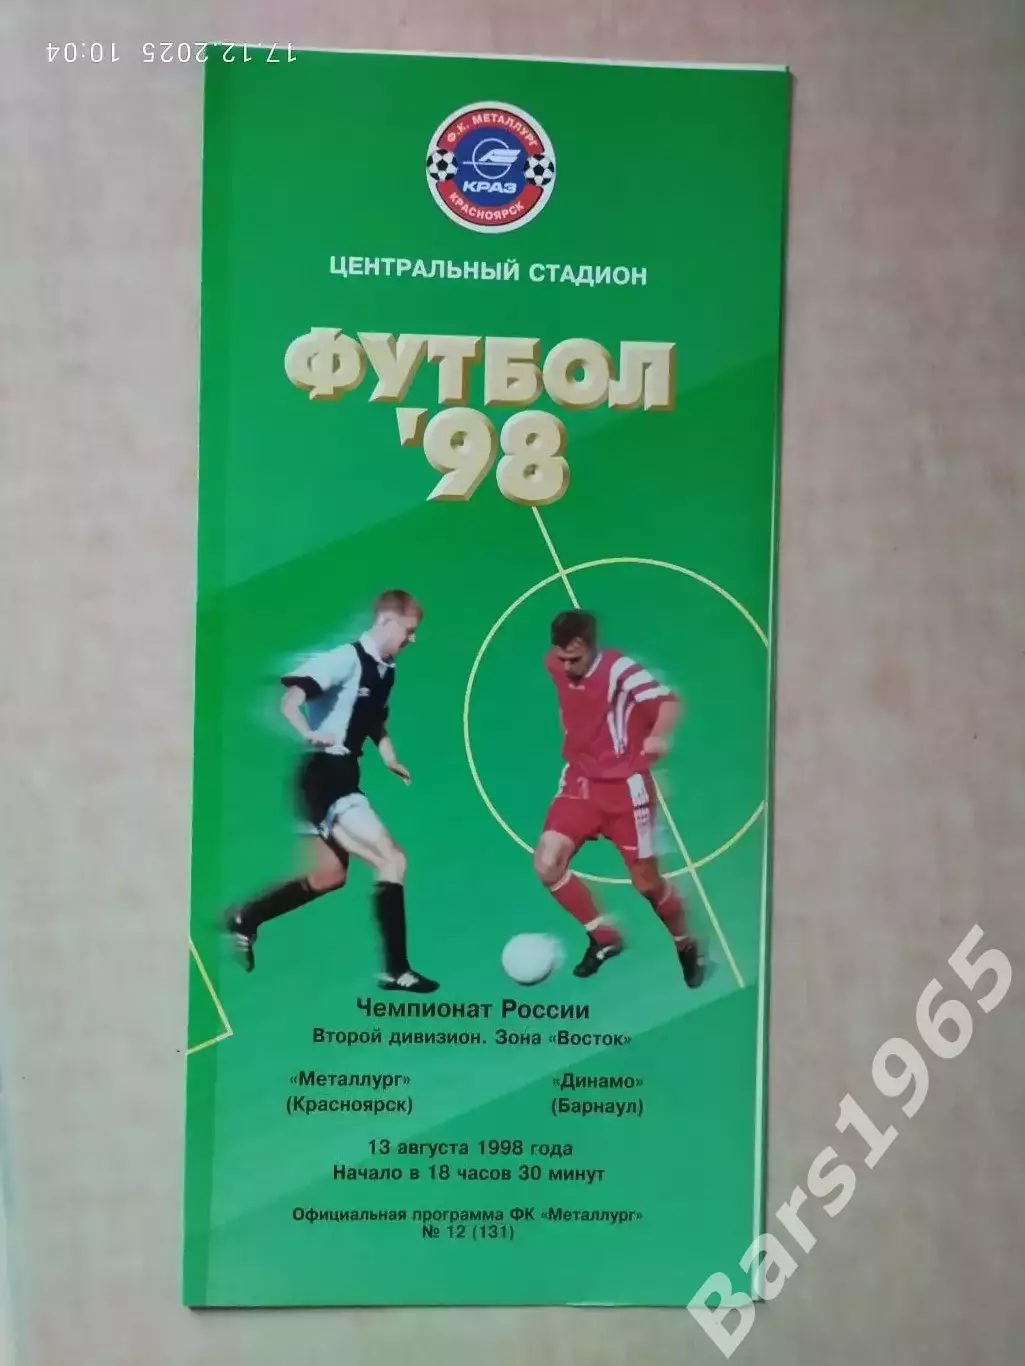 17.12.2025 10:04
Ф.К. МЕТАЛЛУРГ
КРАЗ
КРАСНОЯРСК
ЦЕНТРАЛЬНЫЙ СТАДИОН
ФУТБОЛ
'98
Чемпионат России
Второй дивизион. Зона «Восток»
«Металлург» «Динамо»
(Красноярск) (Барнаул)
13 августа 1998 года
Начало в 18 часов 30 минут
Официальная программа ФК «Металлург»
№ 12 (131)
Bars1965